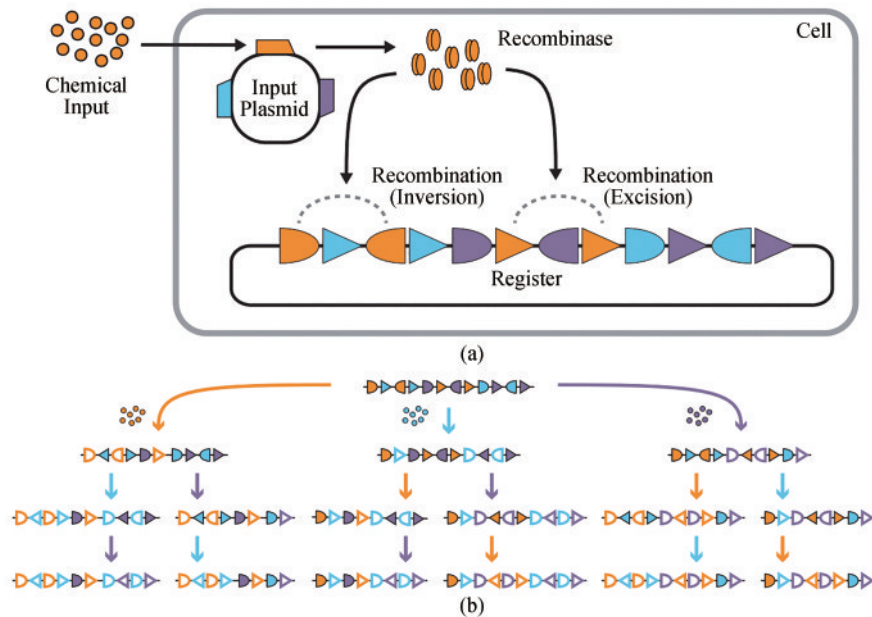 Cell
Chemical
Input
Input
Plasmid
Recombinase
Recombination
(Inversion)
Recombination
(Excision)
Register
(a)
(b)